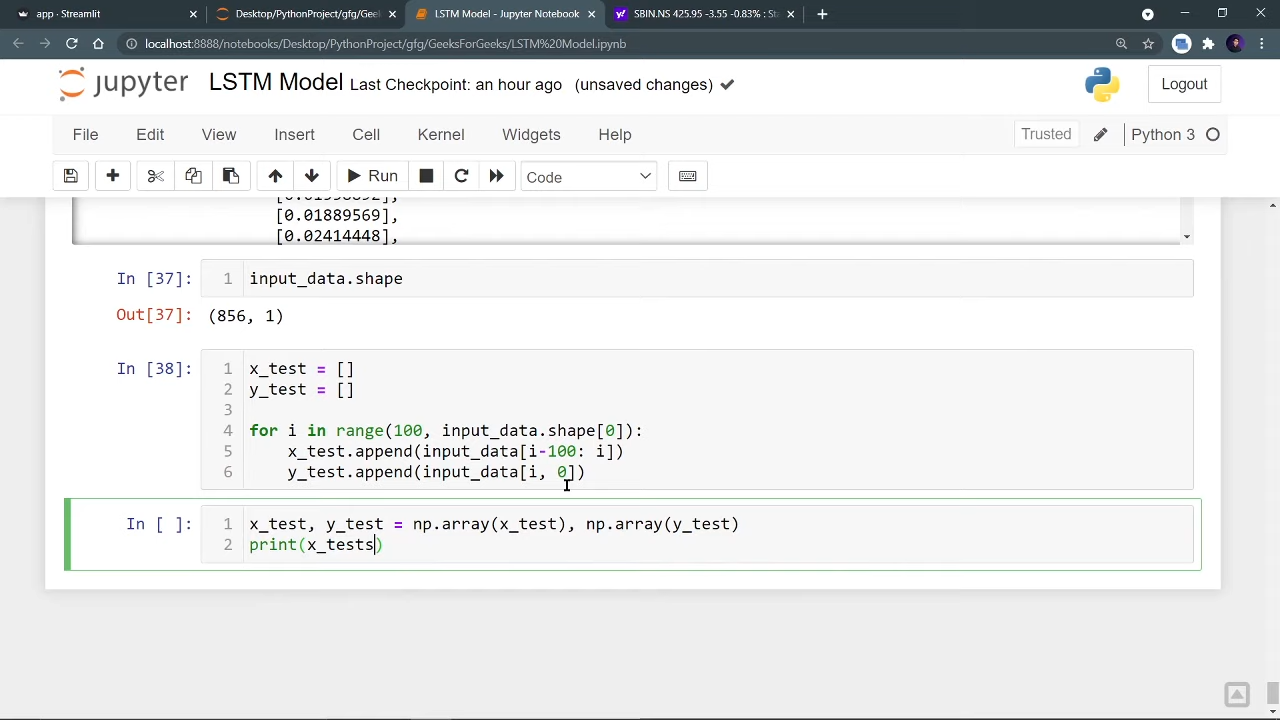 app · Streamlit
Desktop/PythonProject/gfg/Geek
LSTM Model - Jupyter Notebook
SBIN.NS 425.95 -3.55 -0.83% : St
localhost:8888/notebooks/Desktop/PythonProject/gfg/GeeksForGeeks/LSTM%20Model.ipynb
jupyter LSTM Model Last Checkpoint: an hour ago (unsaved changes)
Logout
File Edit View Insert Cell Kernel Widgets Help
Trusted
Python 3
Run
Code
[0.01889569],
[0.02414448],
In [37]: 1 input_data.shape
Out[37]: (856, 1)
In [38]: 1 x_test = []
2 y_test = []
3
4 for i in range(100, input_data.shape[0]):
5 x_test.append(input_data[i-100: i])
6 y_test.append(input_data[i, 0])
In [ ]: 1 x_test, y_test = np.array(x_test), np.array(y_test)
2 print(x_tests)